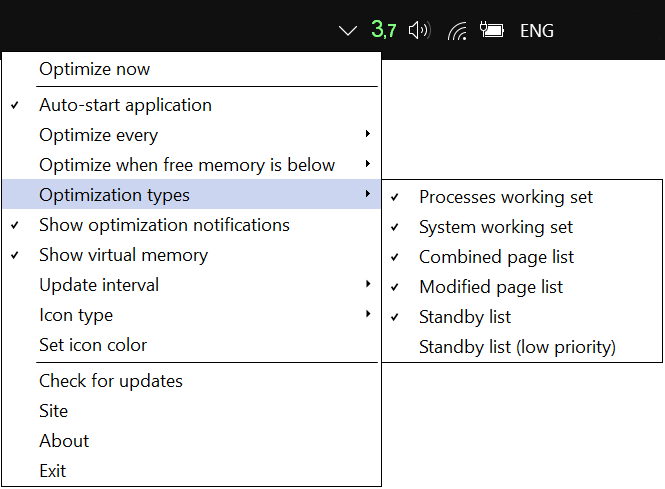 3,7 ENG
Optimize now
Auto-start application
Optimize every
Optimize when free memory is below
Optimization types
Show optimization notifications
Show virtual memory
Update interval
Icon type
Set icon color
Check for updates
Site
About
Exit
Processes working set
System working set
Combined page list
Modified page list
Standby list
Standby list (low priority)